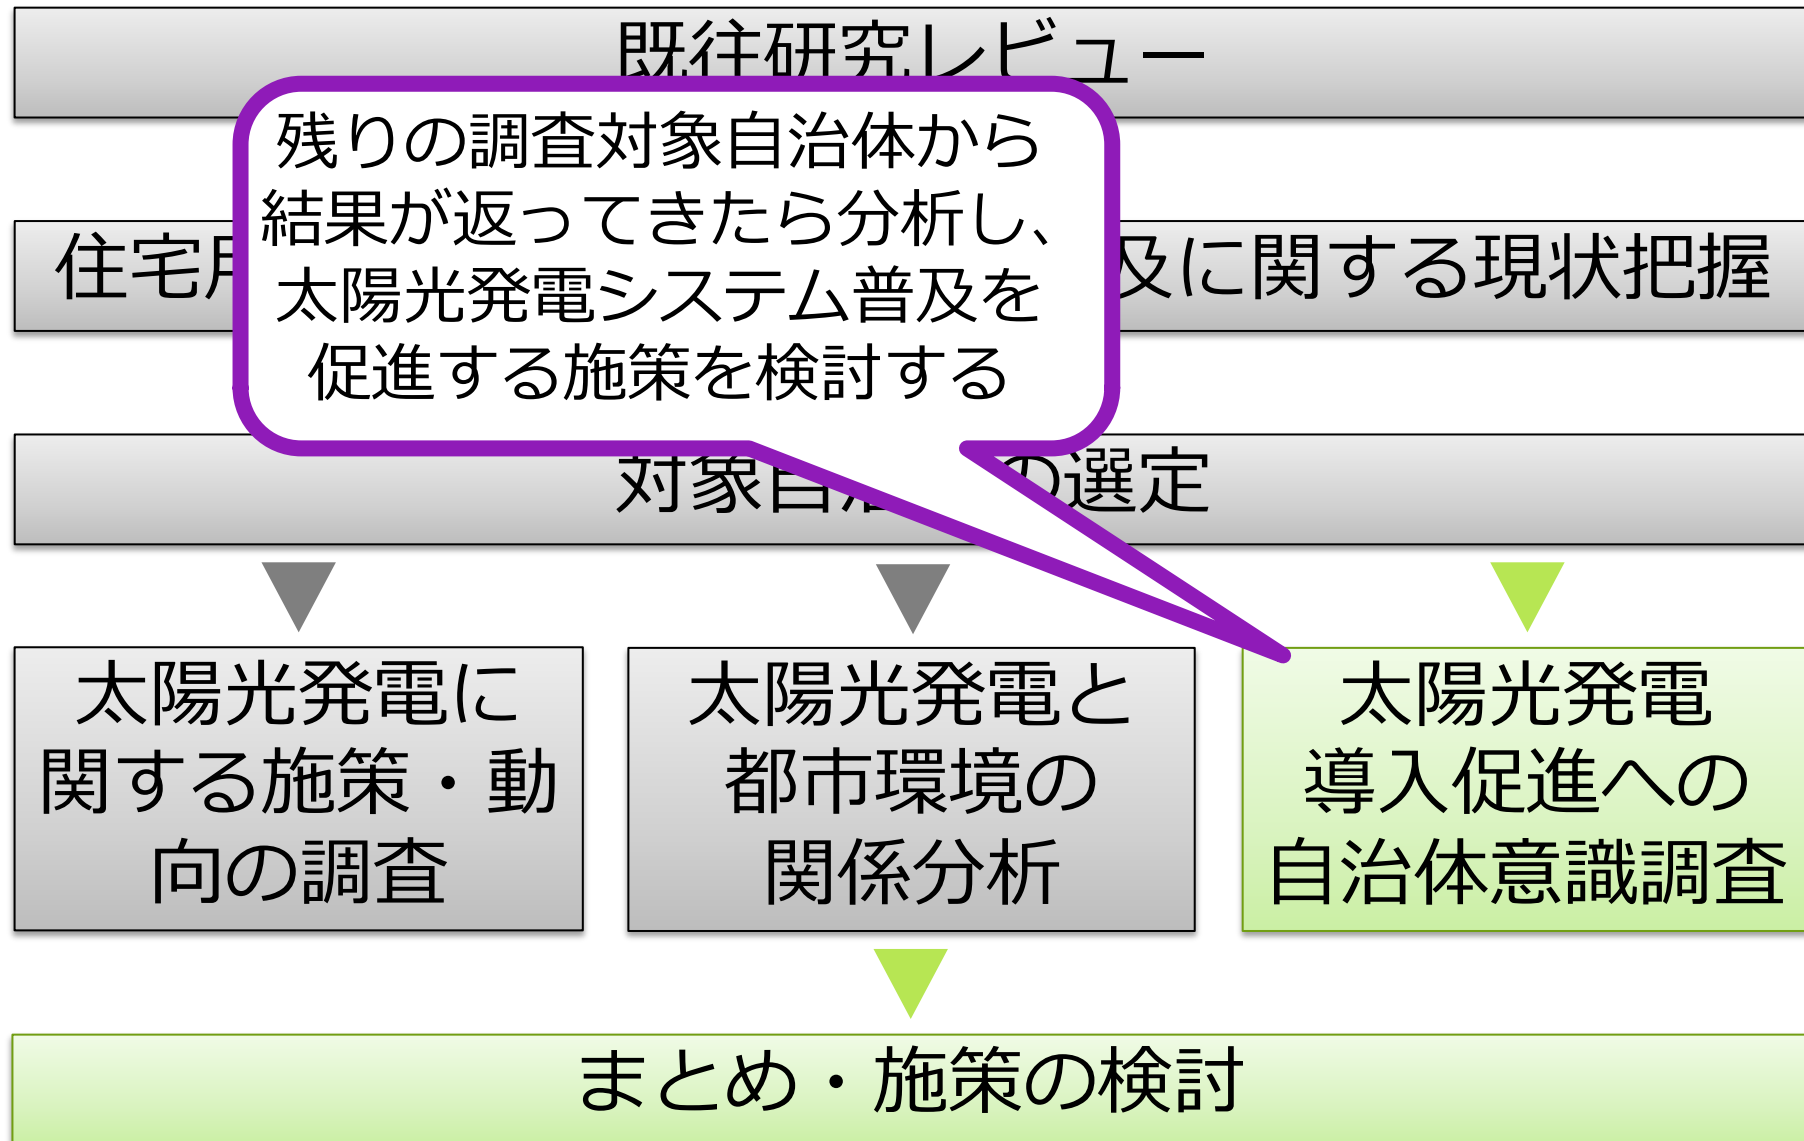 既往研究レビュー
残りの調査対象自治体から
結果が返ってきたら分析し、
太陽光発電システム普及を
促進する施策を検討する
住宅用
及に関する現状把握
対象自治
の選定
太陽光発電に
関する施策・動
向の調査
太陽光発電と
都市環境の
関係分析
太陽光発電
導入促進への
自治体意識調査
まとめ・施策の検討